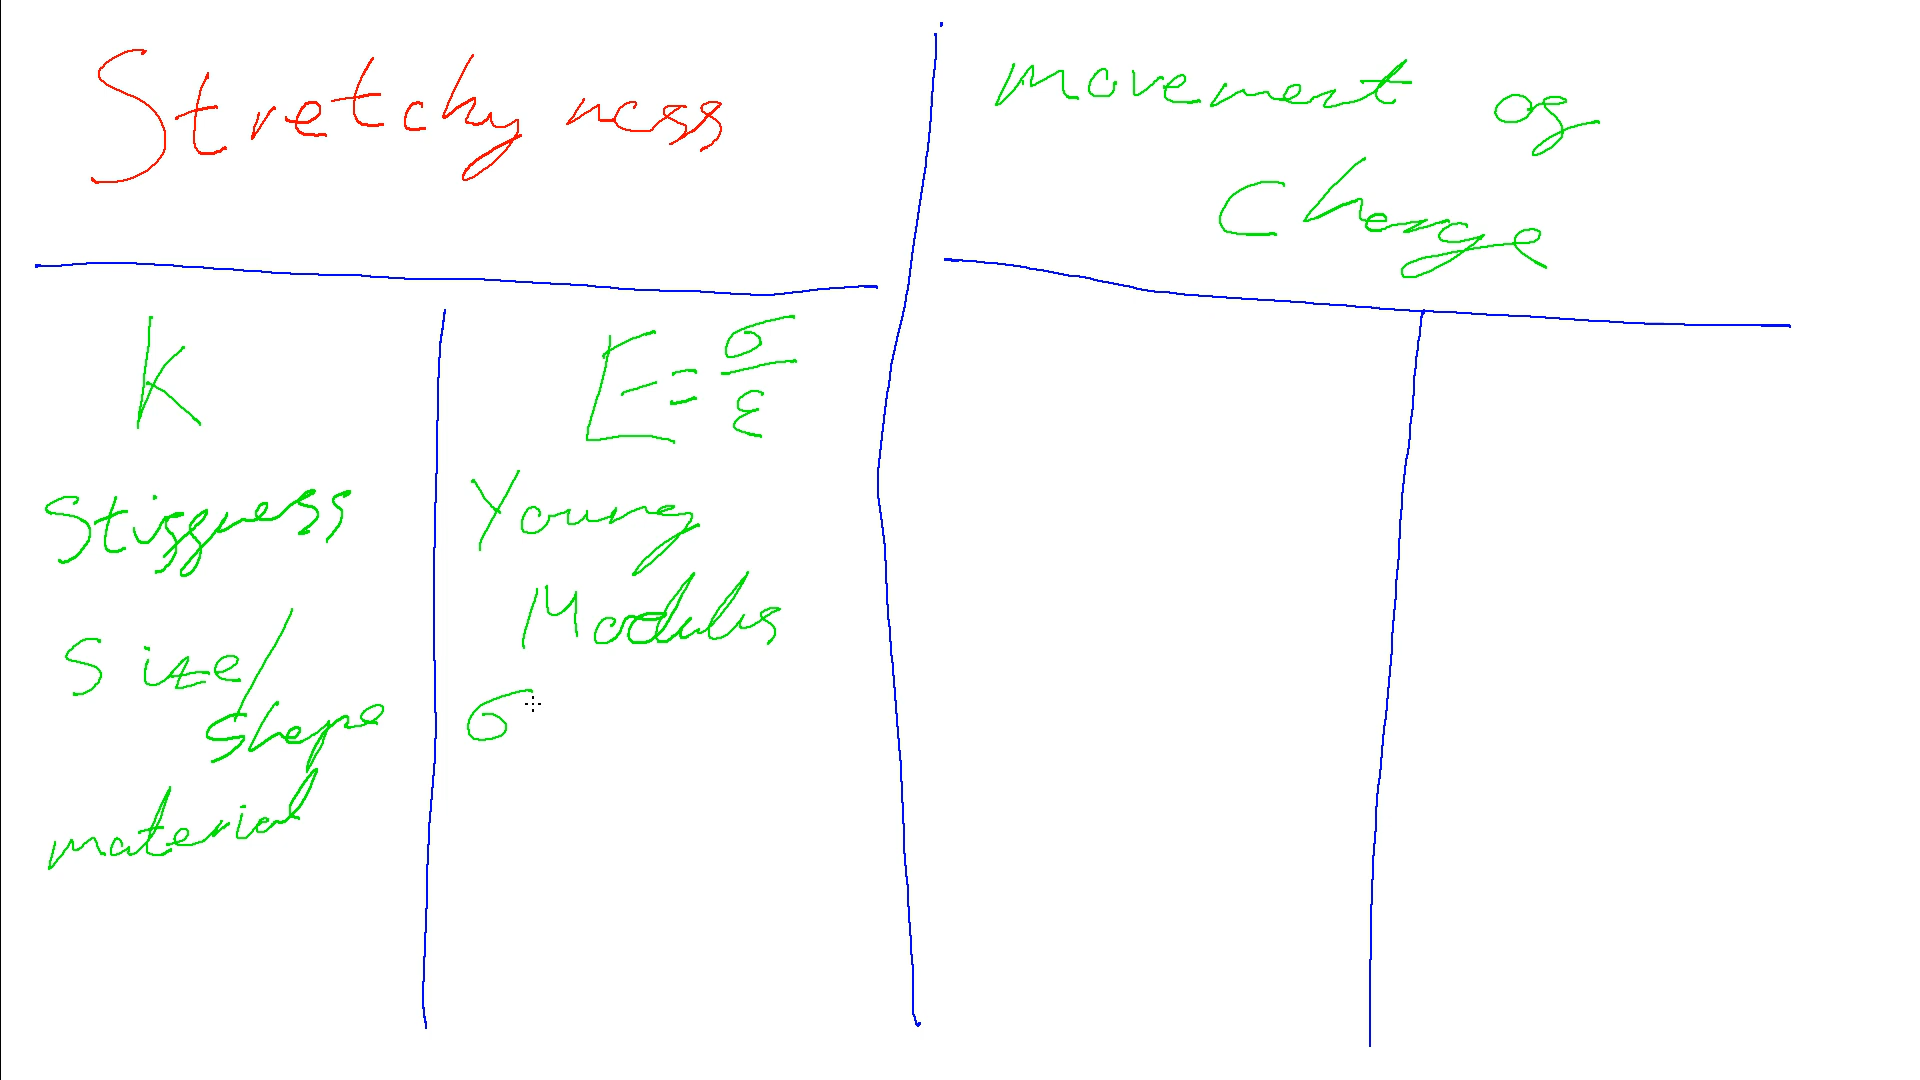 Stretchyness
movement of
Charge
K
E = σ/ε
Stiffness
Young
Modulus
Size/
Shape
σ
material